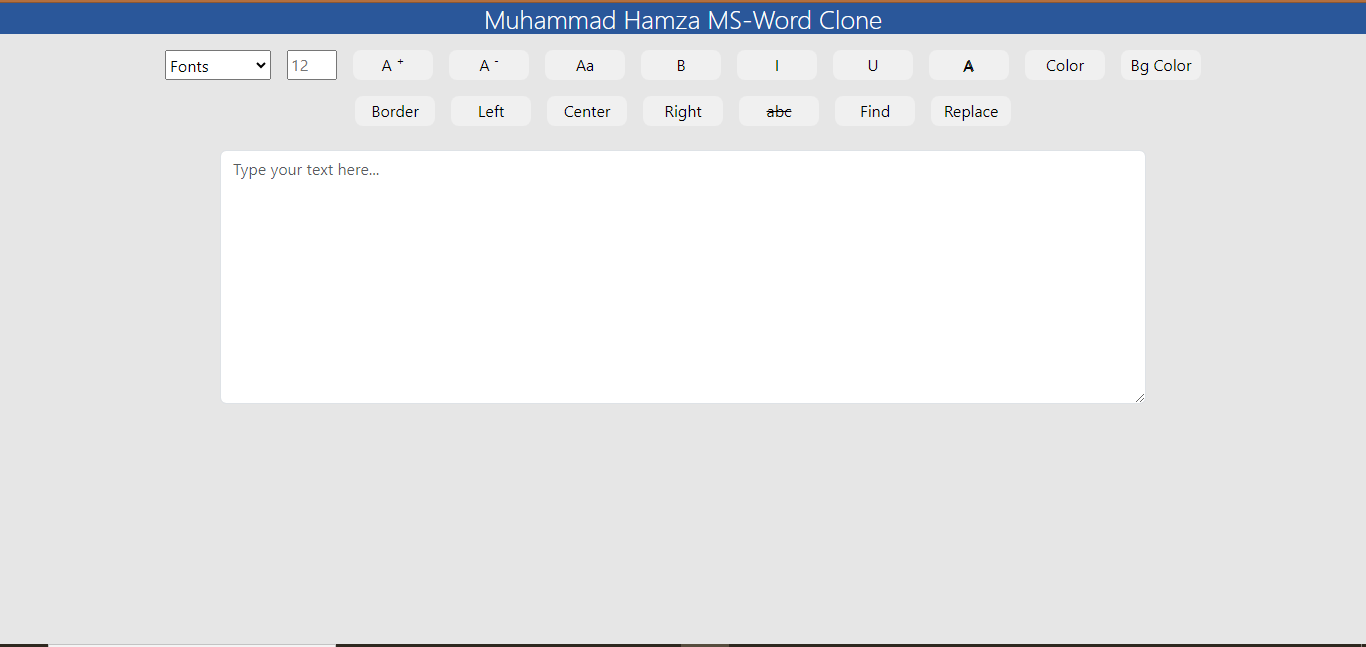 Muhammad Hamza MS-Word Clone
Fonts 12 A + A - Aa B I U A Color Bg Color
Border Left Center Right abc Find Replace
Type your text here...